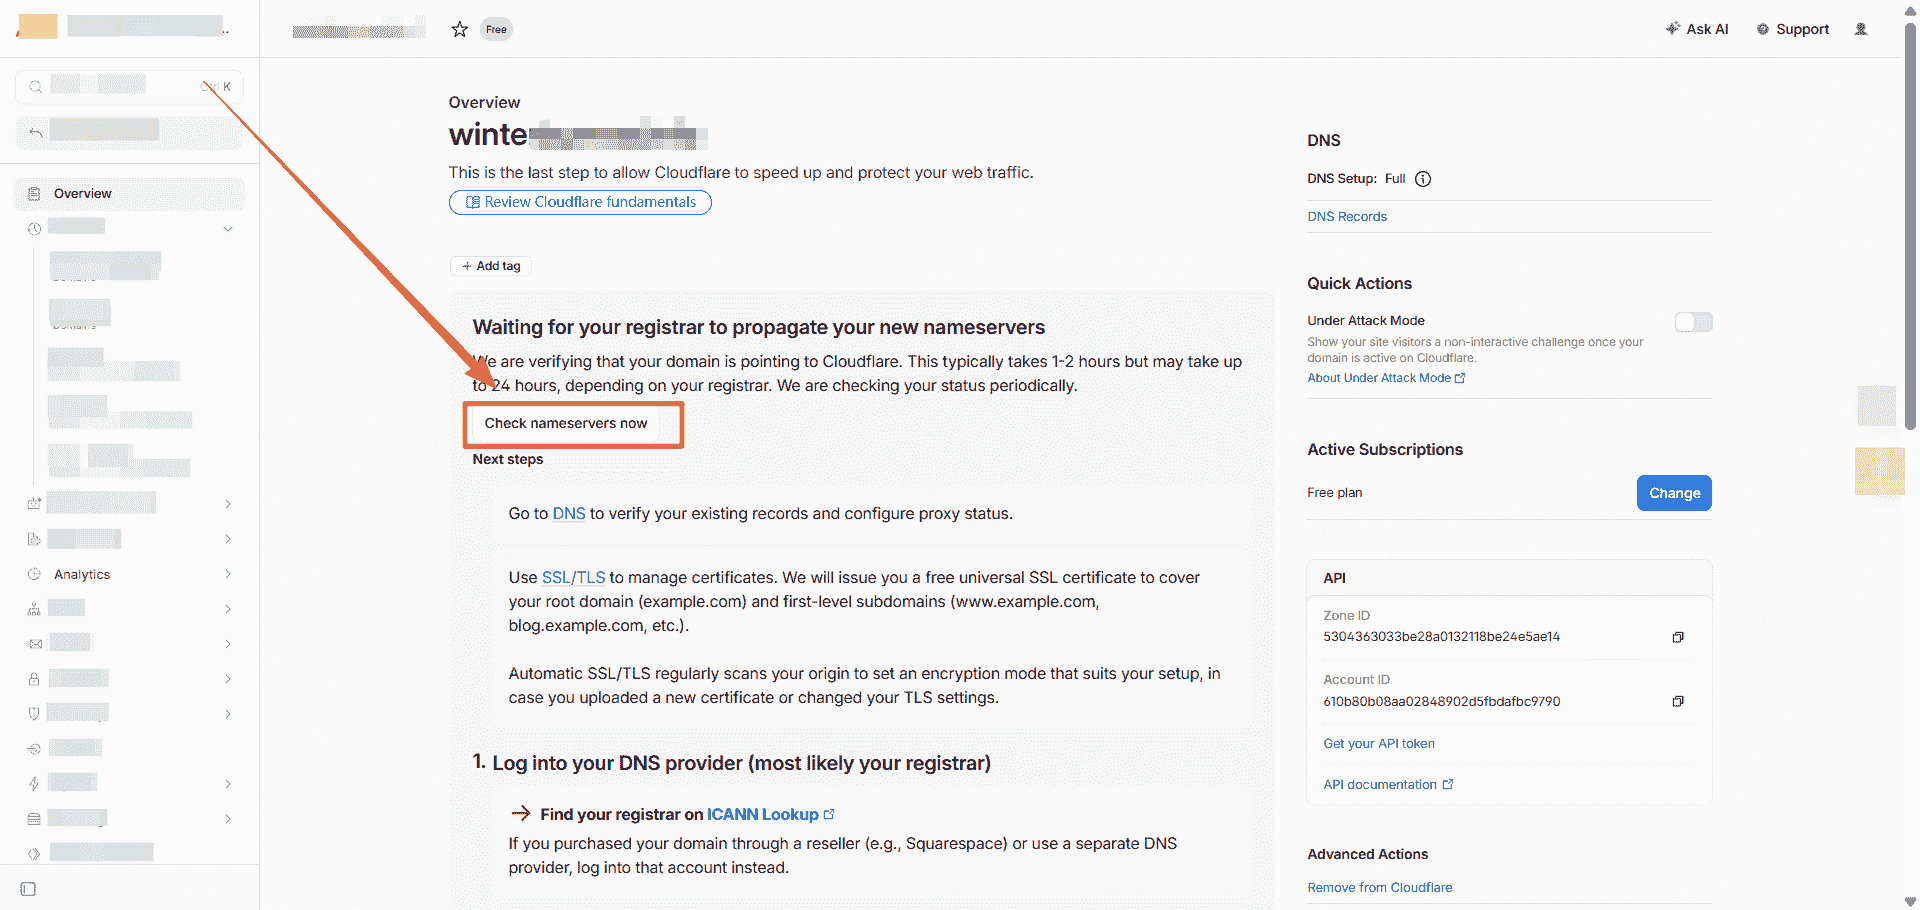 Free
Ask AI
Support
K
Overview
Analytics
Overview
winte
This is the last step to allow Cloudflare to speed up and protect your web traffic.
Review Cloudflare fundamentals
+ Add tag
Waiting for your registrar to propagate your new nameservers
We are verifying that your domain is pointing to Cloudflare. This typically takes 1-2 hours but may take up
to 24 hours, depending on your registrar. We are checking your status periodically.
Check nameservers now
Next steps
Go to DNS to verify your existing records and configure proxy status.
Use SSL/TLS to manage certificates. We will issue you a free universal SSL certificate to cover
your root domain (example.com) and first-level subdomains (www.example.com,
blog.example.com, etc.).
Automatic SSL/TLS regularly scans your origin to set an encryption mode that suits your setup, in
case you uploaded a new certificate or changed your TLS settings.
1. Log into your DNS provider (most likely your registrar)
Find your registrar on ICANN Lookup
If you purchased your domain through a reseller (e.g., Squarespace) or use a separate DNS
provider, log into that account instead.
DNS
DNS Setup: Full
DNS Records
Quick Actions
Under Attack Mode
Show your site visitors a non-interactive challenge once your
domain is active on Cloudflare.
About Under Attack Mode
Active Subscriptions
Free plan
Change
API
Zone ID
5304363033be28a0132118be24e5ae14
Account ID
610b80b08aa02848902d5fbdafbc9790
Get your API token
API documentation
Advanced Actions
Remove from Cloudflare